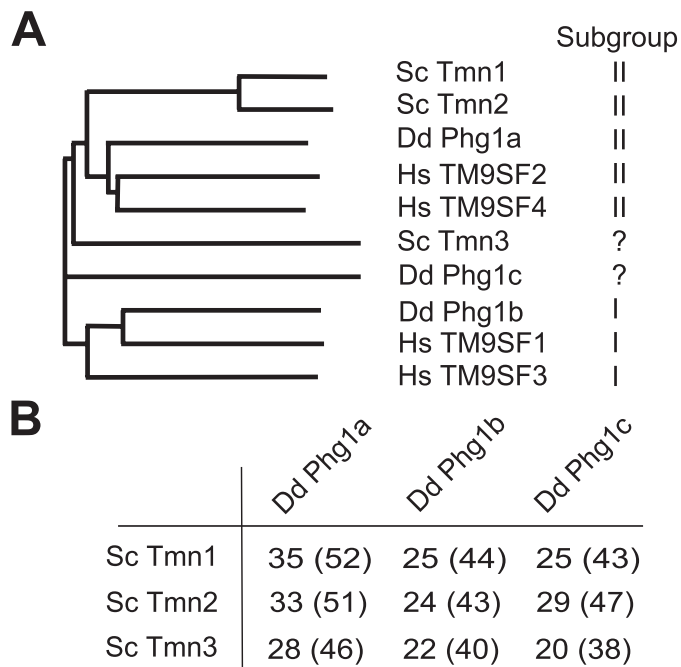 A
Subgroup
Sc Tmn1 II
Sc Tmn2 II
Dd Phg1a II
Hs TM9SF2 II
Hs TM9SF4 II
Sc Tmn3 ?
Dd Phg1c ?
Dd Phg1b I
Hs TM9SF1 I
Hs TM9SF3 I
B
Dd Phg1a Dd Phg1b Dd Phg1c
Sc Tmn1 35 (52) 25 (44) 25 (43)
Sc Tmn2 33 (51) 24 (43) 29 (47)
Sc Tmn3 28 (46) 22 (40) 20 (38)